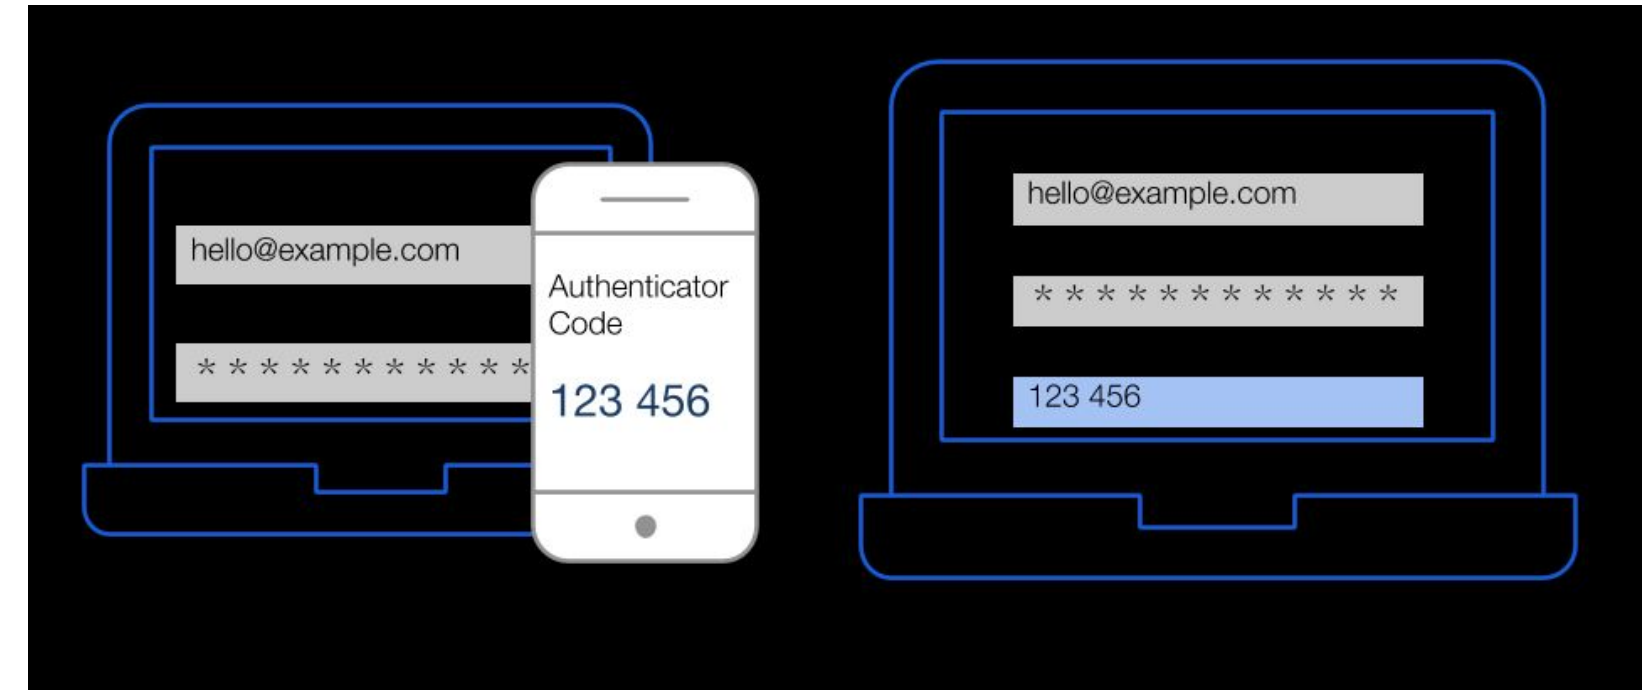 hello@example.com
* * * * * * * * * * *
Authenticator
Code
123 456
hello@example.com
* * * * * * * * * * * *
123 456